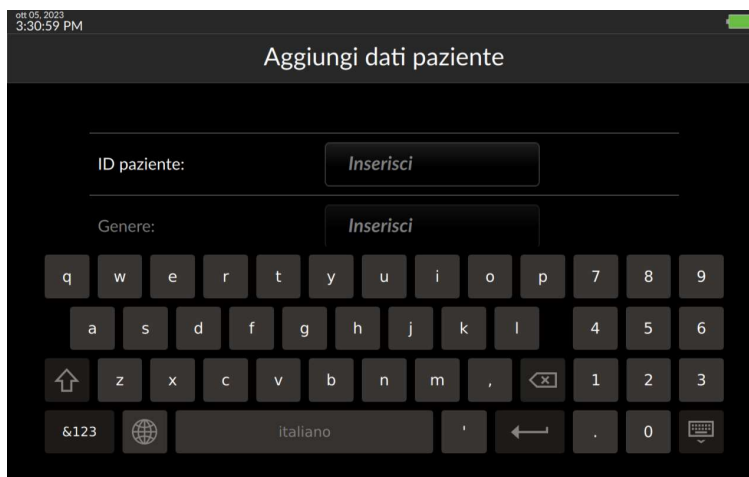 ott 05, 2023
3:30:59 PM
Aggiungi dati paziente
ID paziente: Inserisci
Genere: Inserisci
q w e r t y u i o p 7 8 9
a s d f g h j k l 4 5 6
z x c v b n m , 1 2 3
&123 italiano ' . 0